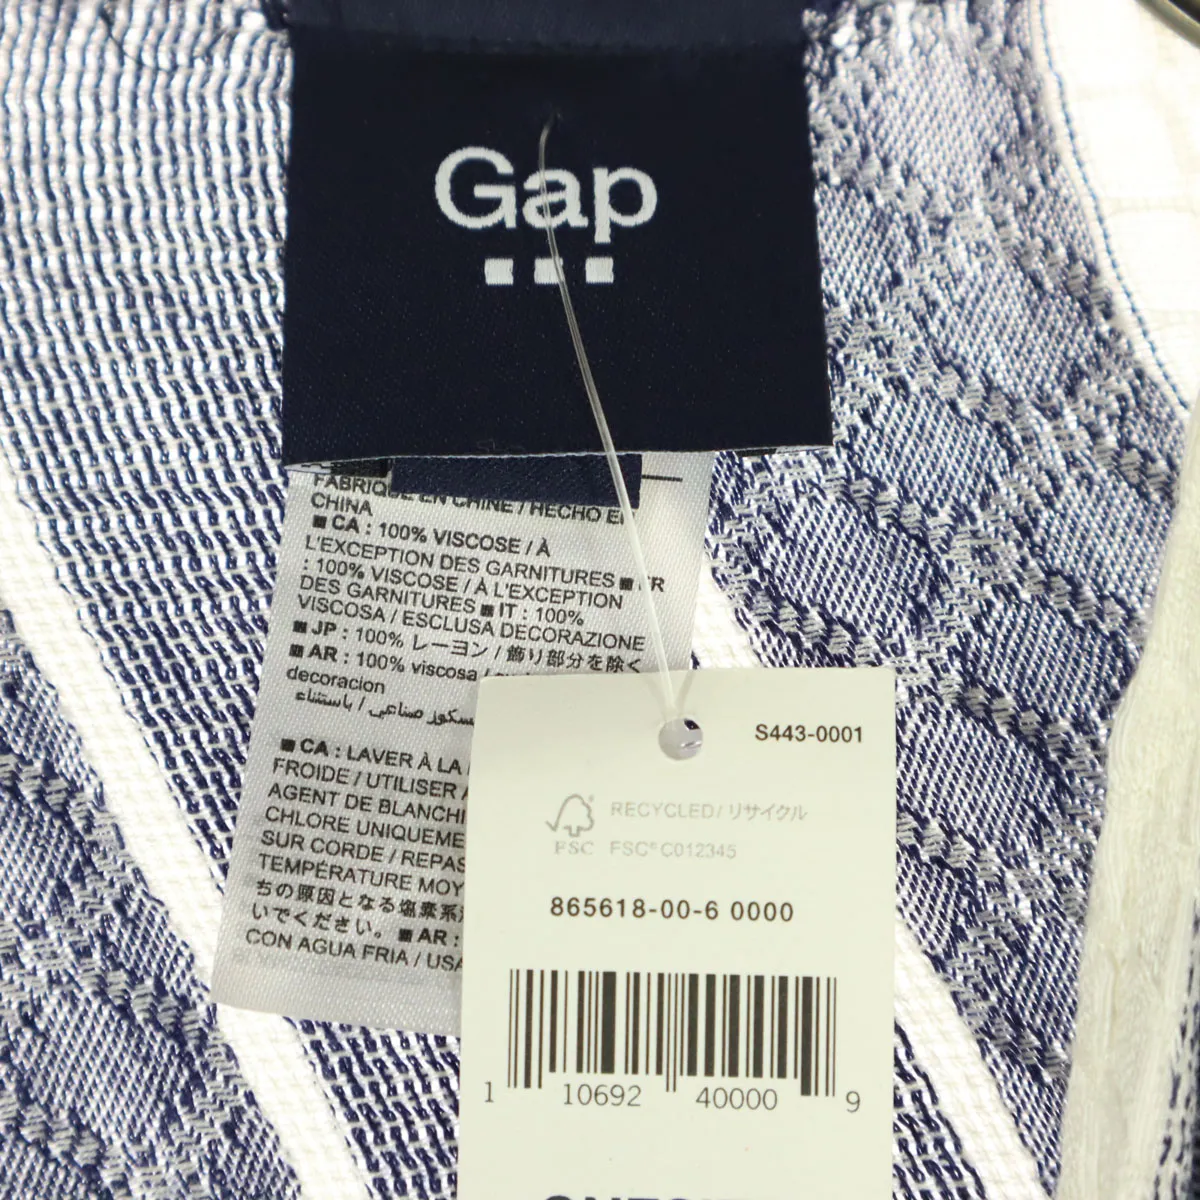 Gap
FABRIQUÉ EN CHINE / HECHO EN
CHINA
■ CA : 100% VISCOSE / À
L'EXCEPTION DES GARNITURES ■ FR
: 100% VISCOSE / À L'EXCEPTION
DES GARNITURES ■ IT : 100%
VISCOSA / ESCLUSA DECORAZIONE
■ JP : 100% レーヨン / 飾り部分を除く
■ AR : 100% viscosa /
decoracion
صناعي / باستثناء
■ CA : LAVER À LA
FROIDE / UTILISER
AGENT DE BLANCHI
CHLORE UNIQUEME
SUR CORDE / REPAS
TEMPÉRATURE MOY
ちの原因となる塩素系
いでください。 ■ AR :
CON AGUA FRIA / USA
S443-0001
RECYCLED / リサイクル
FSC FSC® C012345
865618-00-6 0000
1 10692 40000 9